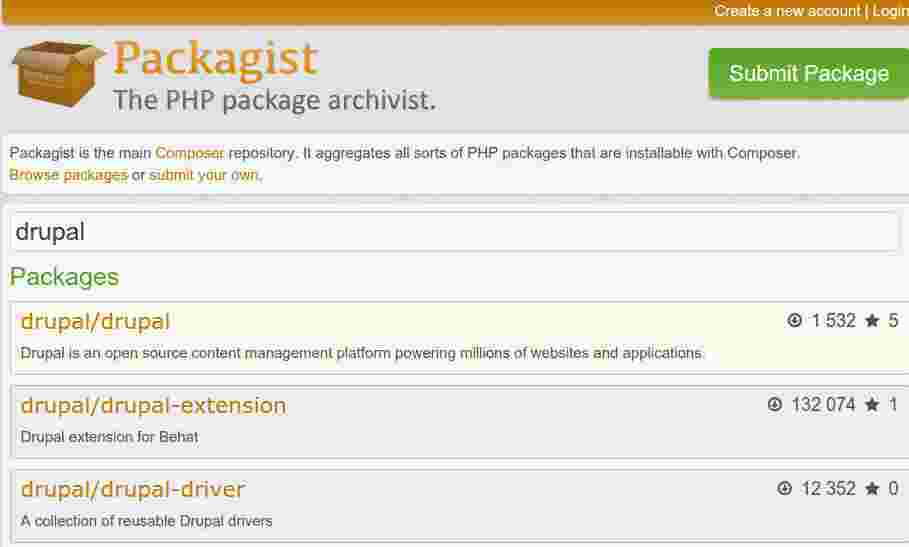 Create a new account | Login
Packagist
The PHP package archivist.
Submit Package
Packagist is the main Composer repository. It aggregates all sorts of PHP packages that are installable with Composer.
Browse packages or submit your own.
drupal
Packages
drupal/drupal 1 532 ★ 5
Drupal is an open source content management platform powering millions of websites and applications.
drupal/drupal-extension 132 074 ★ 1
Drupal extension for Behat
drupal/drupal-driver 12 352 ★ 0
A collection of reusable Drupal drivers